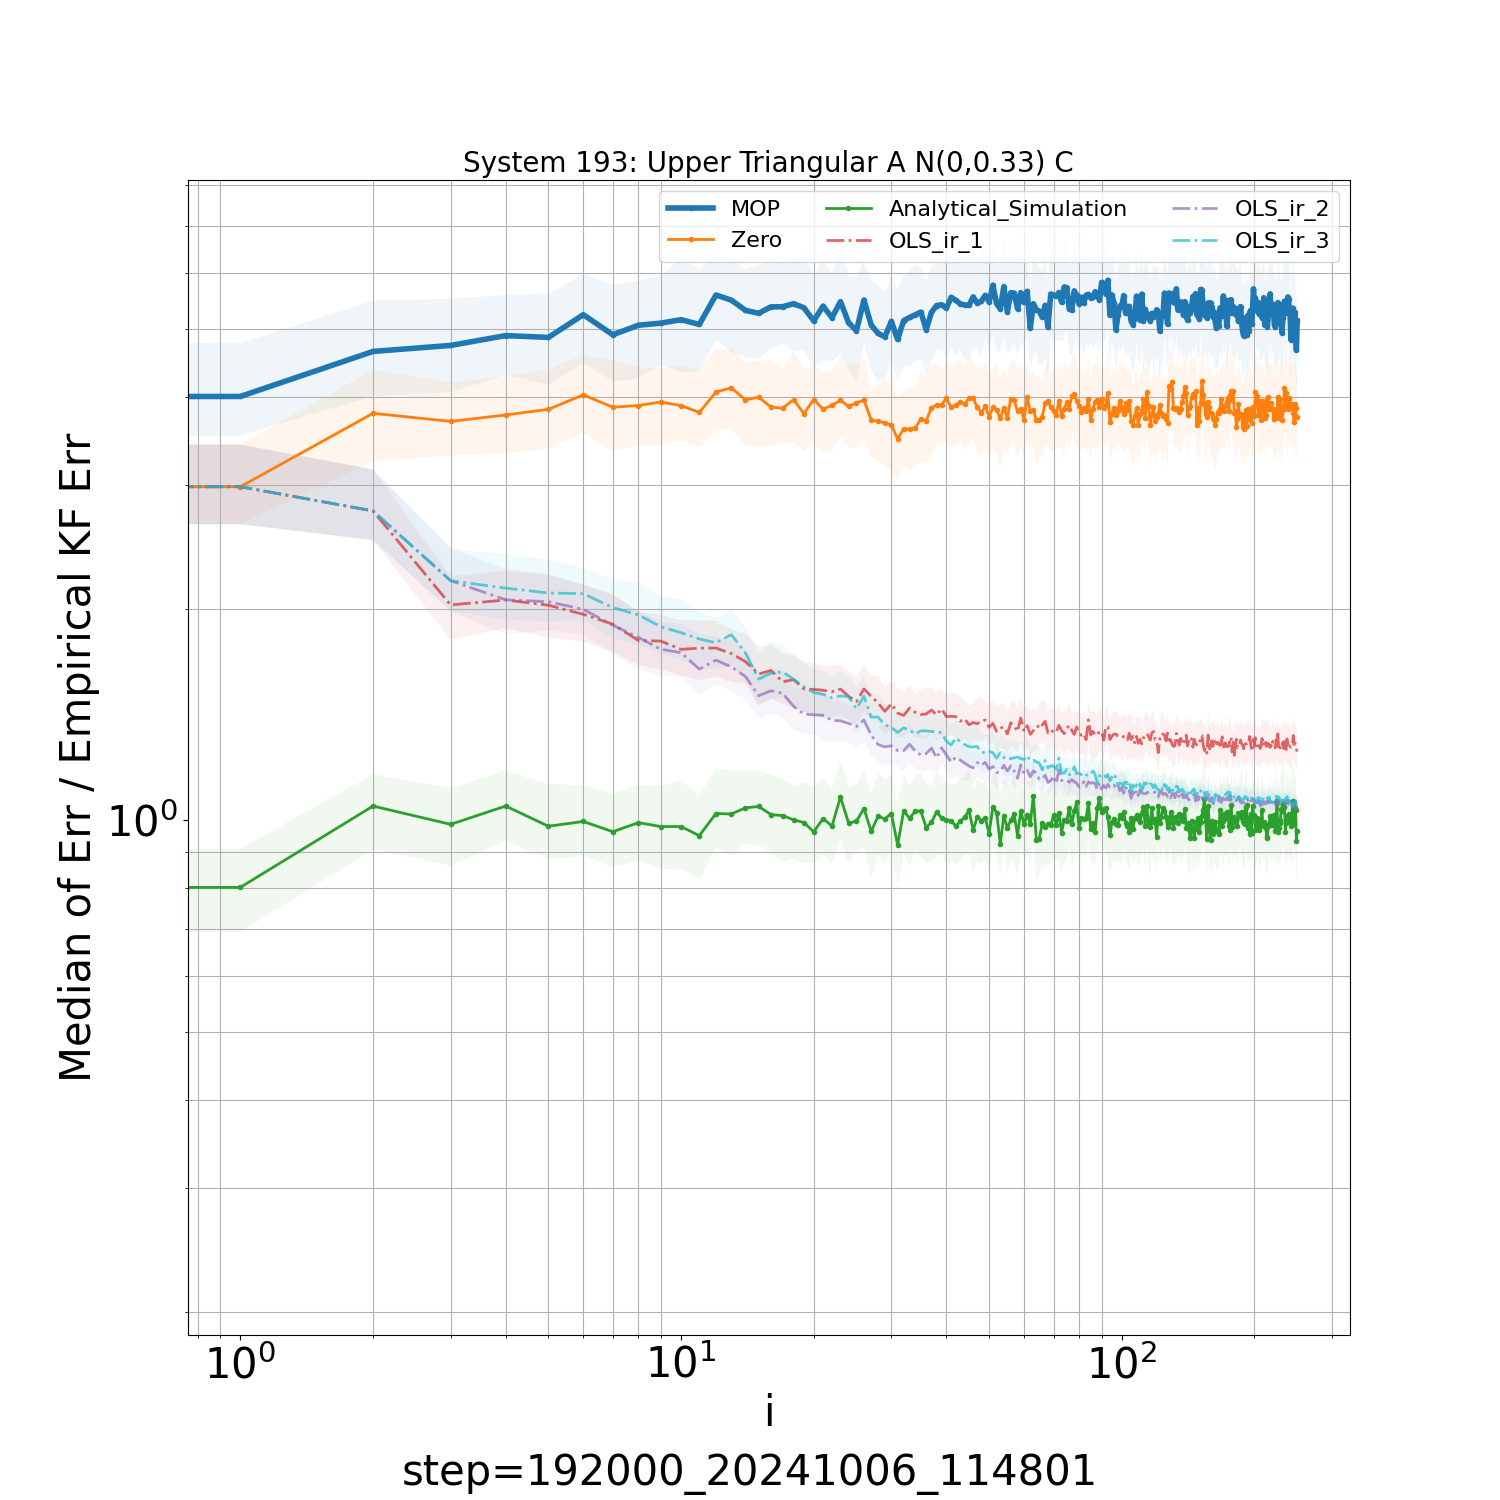 System 193: Upper Triangular A N(0,0.33) C
MOP
Zero
Analytical_Simulation
OLS_ir_1
OLS_ir_2
OLS_ir_3
Median of Err / Empirical KF Err
10⁰
10⁰
10¹
10²
i
step=192000_20241006_114801